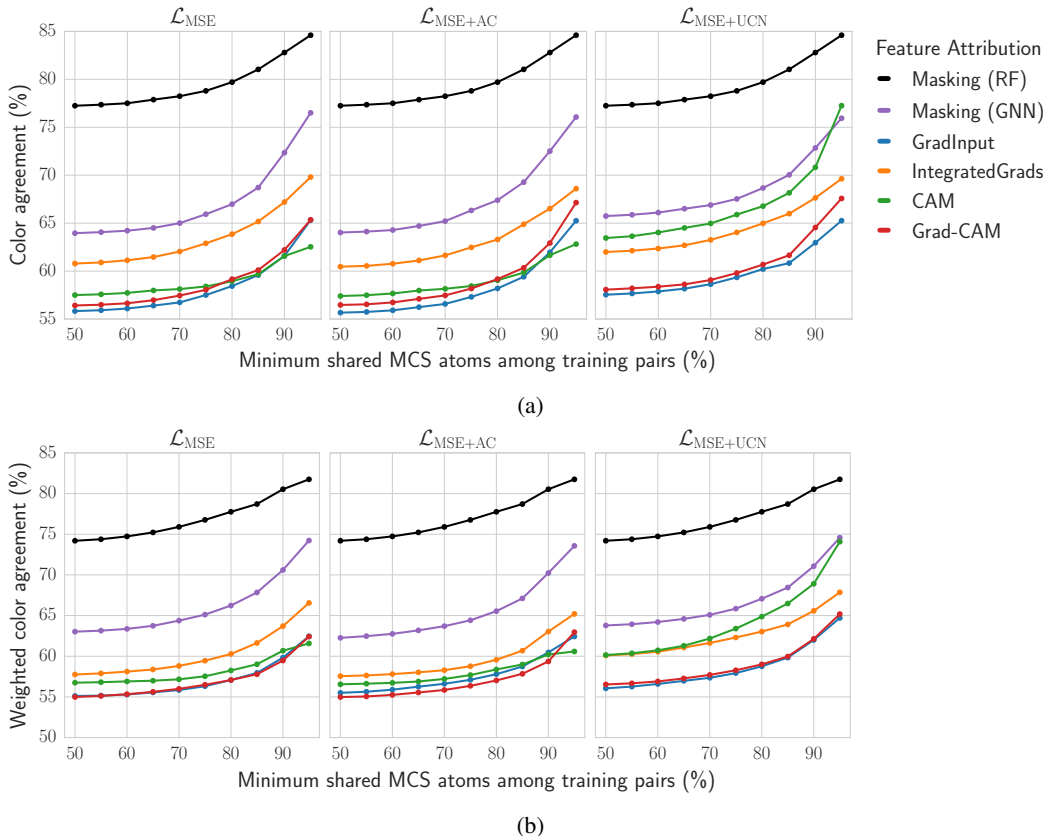 ℒMSE ℒMSE+AC ℒMSE+UCN
Color agreement (%)
85
80
75
70
65
60
55
50 60 70 80 90 50 60 70 80 90 50 60 70 80 90
Minimum shared MCS atoms among training pairs (%)
Feature Attribution
Masking (RF)
Masking (GNN)
GradInput
IntegratedGrads
CAM
Grad-CAM
(a)
ℒMSE ℒMSE+AC ℒMSE+UCN
Weighted color agreement (%)
85
80
75
70
65
60
55
50
50 60 70 80 90 50 60 70 80 90 50 60 70 80 90
Minimum shared MCS atoms among training pairs (%)
(b)